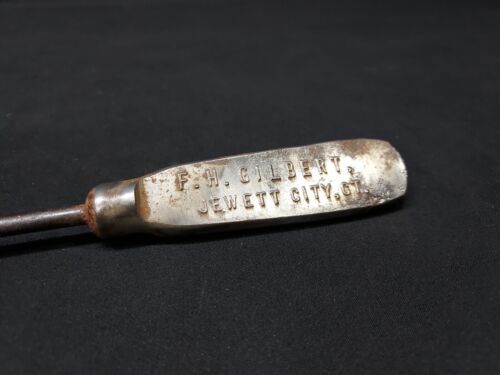 F. H. GILBERT,
JEWETT CITY, CT.